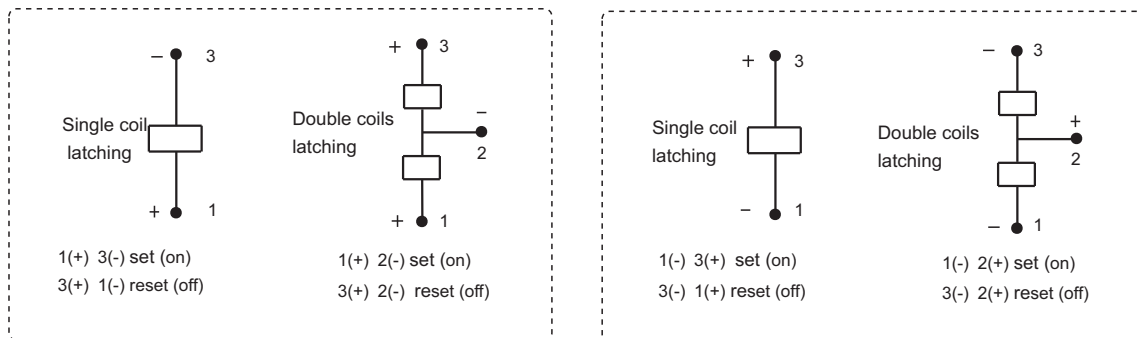 − 3
Single coil
latching
+ 1
1(+) 3(-) set (on)
3(+) 1(-) reset (off)
+ 3
Double coils
latching
−
2
+ 1
1(+) 2(-) set (on)
3(+) 2(-) reset (off)
+ 3
Single coil
latching
− 1
1(-) 3(+) set (on)
3(-) 1(+) reset (off)
− 3
Double coils
latching
+
2
− 1
1(-) 2(+) set (on)
3(-) 2(+) reset (off)